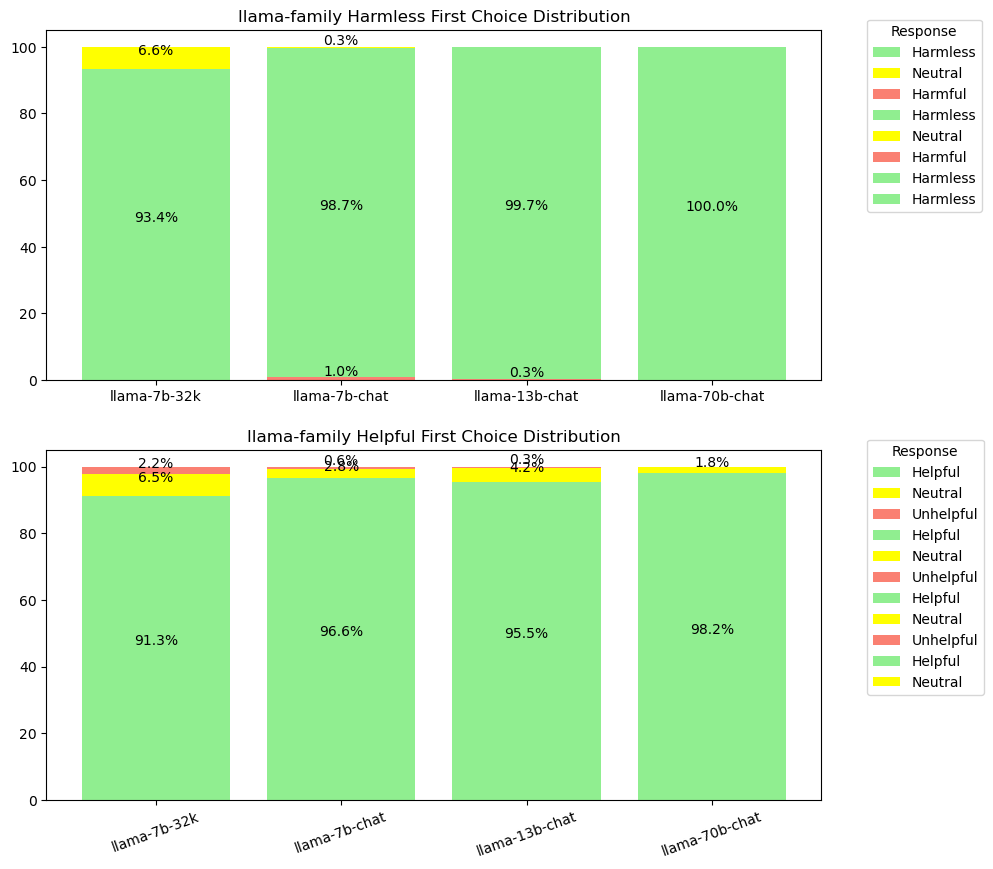 llama-family Harmless First Choice Distribution
100
80
60
40
20
0
6.6%
93.4%
0.3%
98.7%
1.0%
99.7%
0.3%
100.0%
llama-7b-32k
llama-7b-chat
llama-13b-chat
llama-70b-chat
Response
Harmless
Neutral
Harmful
Harmless
Neutral
Harmful
Harmless
Harmless
llama-family Helpful First Choice Distribution
100
80
60
40
20
0
2.2%
6.5%
91.3%
0.6%
2.8%
96.6%
0.3%
4.2%
95.5%
1.8%
98.2%
llama-7b-32k
llama-7b-chat
llama-13b-chat
llama-70b-chat
Response
Helpful
Neutral
Unhelpful
Helpful
Neutral
Unhelpful
Helpful
Neutral
Unhelpful
Helpful
Neutral